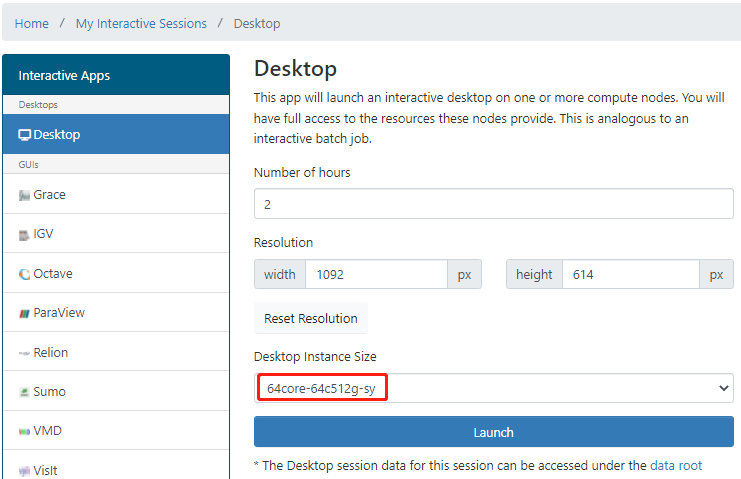 Home / My Interactive Sessions / Desktop
Interactive Apps
Desktops
Desktop
GUIs
Grace
IGV
Octave
ParaView
Relion
Sumo
VMD
VisIt
Desktop
This app will launch an interactive desktop on one or more compute nodes. You will
have full access to the resources these nodes provide. This is analogous to an
interactive batch job.
Number of hours
2
Resolution
width 1092 px height 614 px
Reset Resolution
Desktop Instance Size
64core-64c512g-sy
Launch
* The Desktop session data for this session can be accessed under the data root